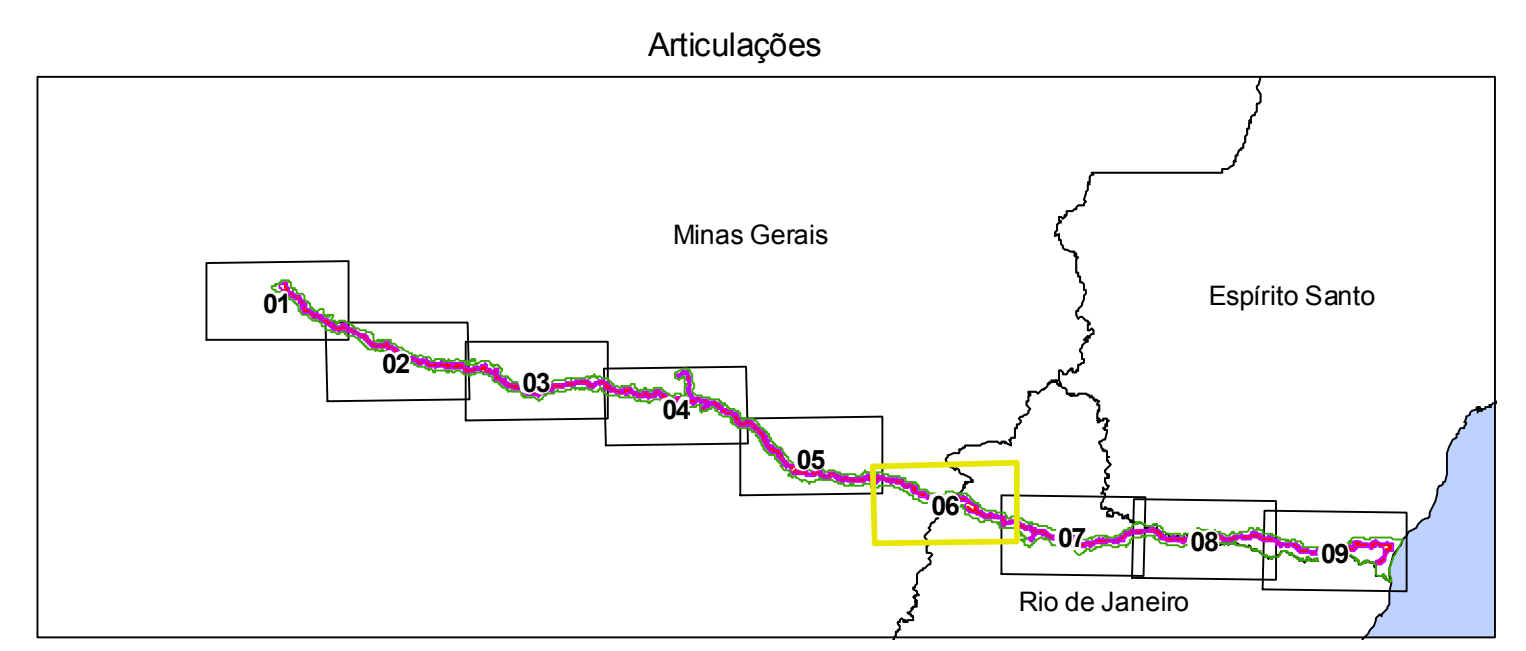 Articulações
Minas Gerais
Espírito Santo
01
02
03
04
05
06
07
08
09
Rio de Janeiro